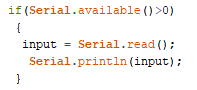 if(Serial.available()>0)
{
input = Serial.read();
Serial.println(input);
}